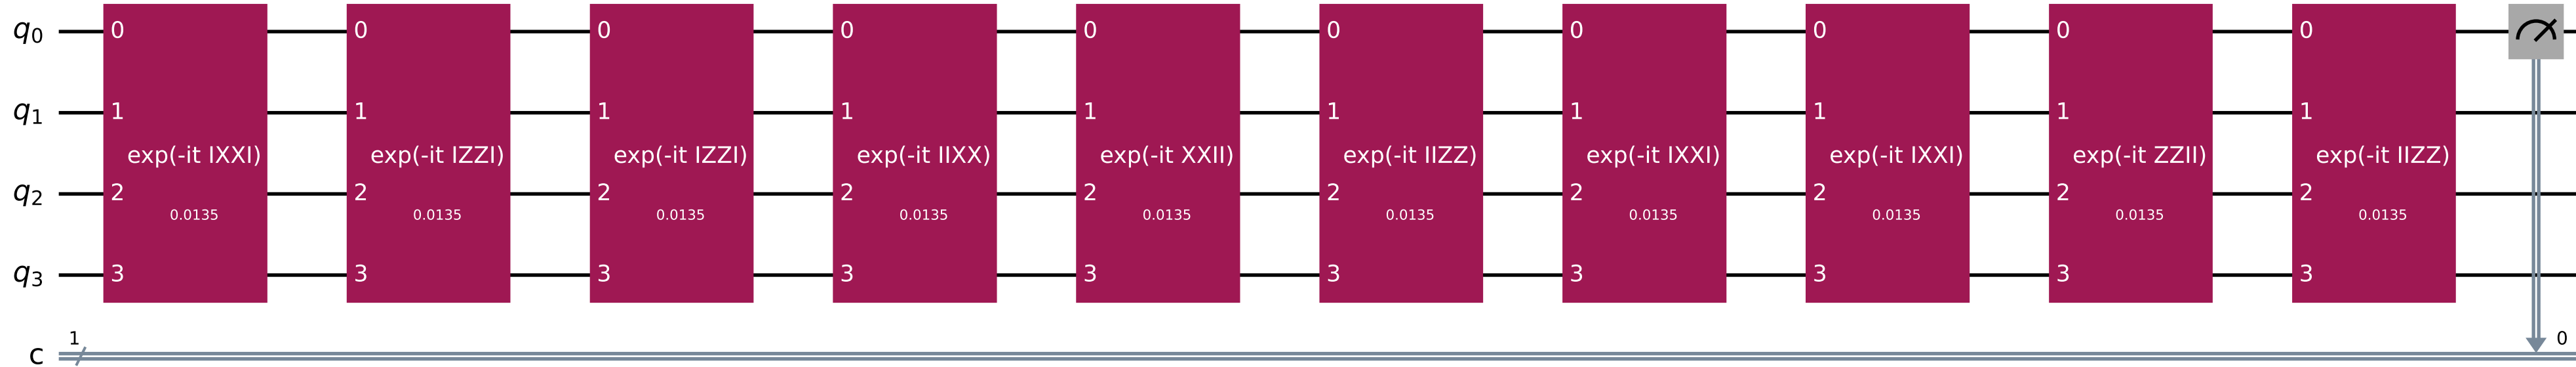 q0 0 0 0 0 0 0 0 0 0 0
q1 1 1 1 1 1 1 1 1 1 1
exp(-it IXXI) exp(-it IZZI) exp(-it IZZI) exp(-it IIXX) exp(-it XXII) exp(-it IIZZ) exp(-it IXXI) exp(-it IXXI) exp(-it ZZII) exp(-it IIZZ)
q2 2 2 2 2 2 2 2 2 2 2
0.0135 0.0135 0.0135 0.0135 0.0135 0.0135 0.0135 0.0135 0.0135 0.0135
q3 3 3 3 3 3 3 3 3 3 3
1 0
c